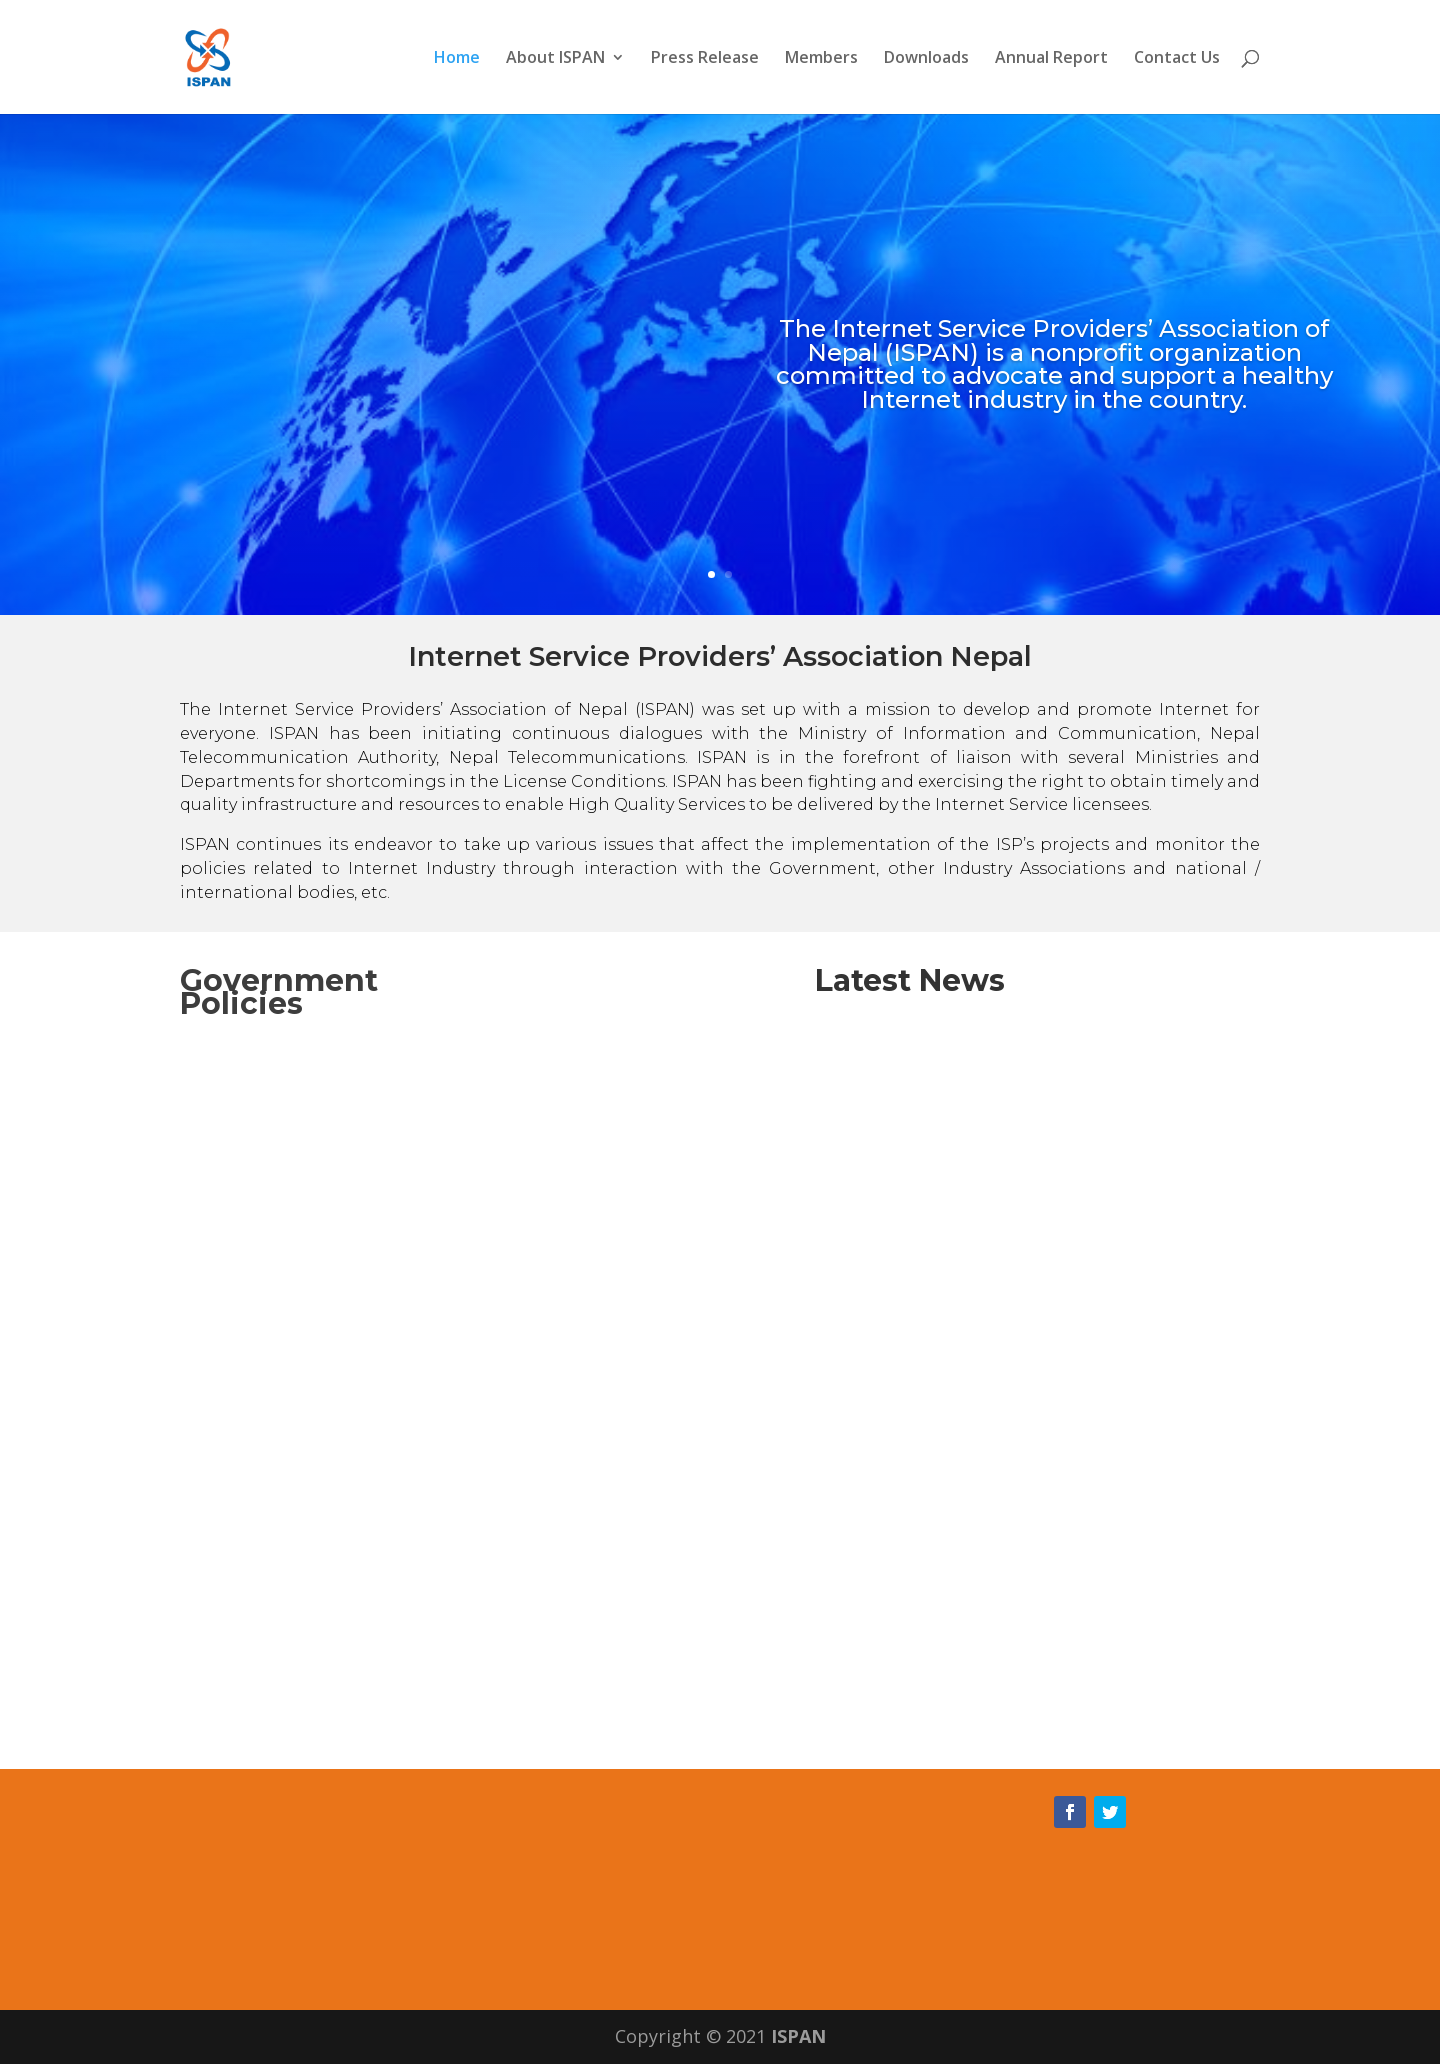 ISPAN
Home
About ISPAN
Press Release
Members
Downloads
Annual Report
Contact Us
The Internet Service Providers’ Association of
Nepal (ISPAN) is a nonprofit organization
committed to advocate and support a healthy
Internet industry in the country.
Internet Service Providers’ Association Nepal
The Internet Service Providers’ Association of Nepal (ISPAN) was set up with a mission to develop and promote Internet for
everyone. ISPAN has been initiating continuous dialogues with the Ministry of Information and Communication, Nepal
Telecommunication Authority, Nepal Telecommunications. ISPAN is in the forefront of liaison with several Ministries and
Departments for shortcomings in the License Conditions. ISPAN has been fighting and exercising the right to obtain timely and
quality infrastructure and resources to enable High Quality Services to be delivered by the Internet Service licensees.
ISPAN continues its endeavor to take up various issues that affect the implementation of the ISP’s projects and monitor the
policies related to Internet Industry through interaction with the Government, other Industry Associations and national /
international bodies, etc.
Government
Policies
Latest News
Copyright © 2021 ISPAN